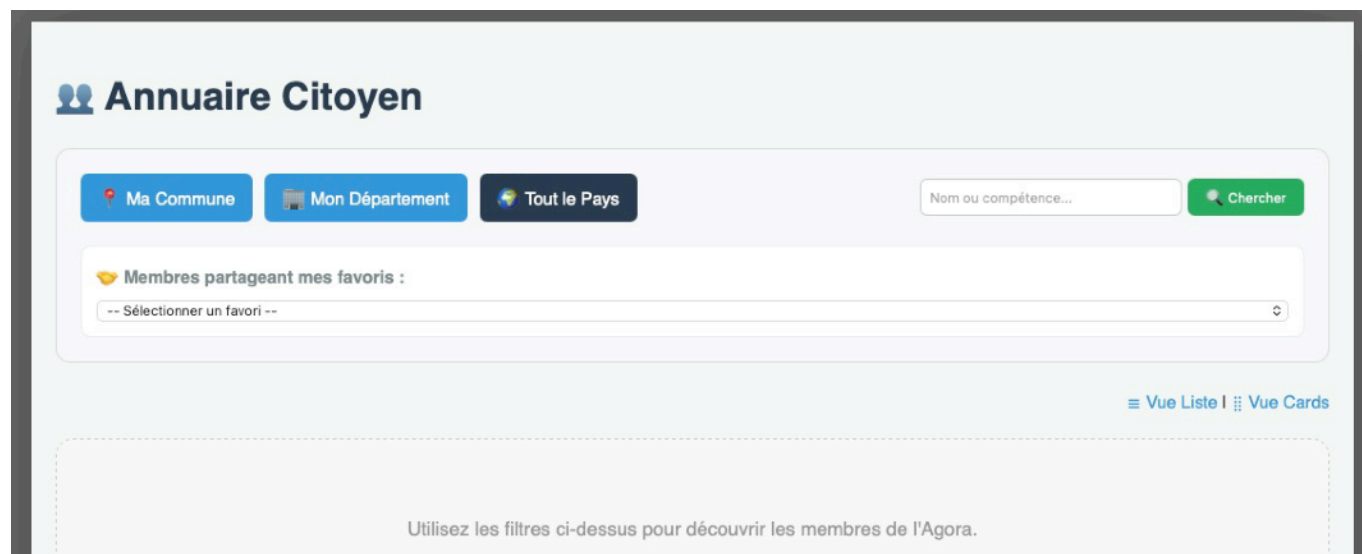 👥 Annuaire Citoyen
📍 Ma Commune 🏢 Mon Département 🌍 Tout le Pays Nom ou compétence... 🔍 Chercher
🤝 Membres partageant mes favoris :
-- Sélectionner un favori --
≡ Vue Liste | ⣿ Vue Cards
Utilisez les filtres ci-dessus pour découvrir les membres de l'Agora.